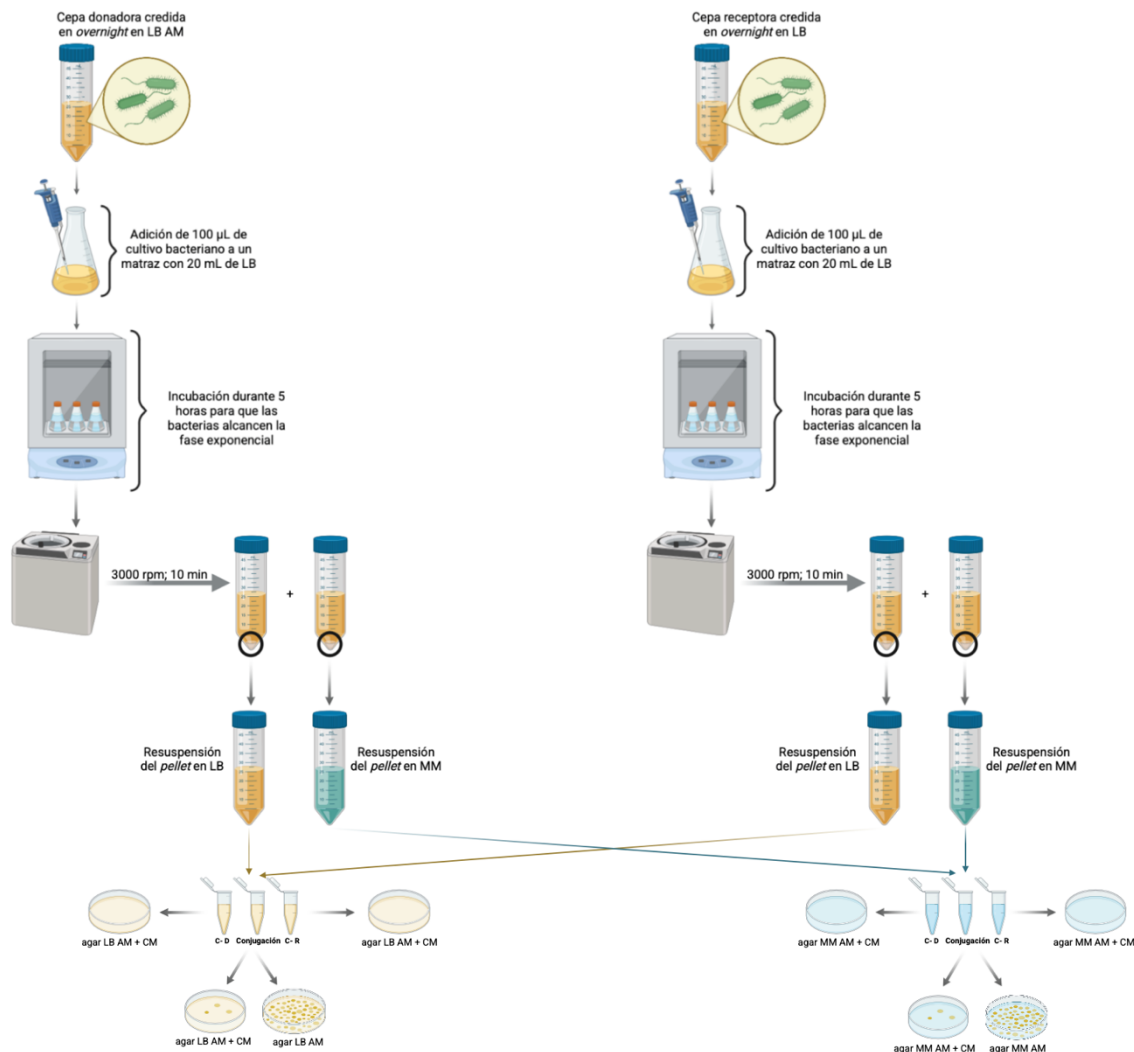 Cepa donadora credida
en overnight en LB AM
Cepa receptora credida
en overnight en LB
Adición de 100 µL de
cultivo bacteriano a un
matraz con 20 mL de LB
Adición de 100 µL de
cultivo bacteriano a un
matraz con 20 mL de LB
Incubación durante 5
horas para que las
bacterias alcancen la
fase exponencial
Incubación durante 5
horas para que las
bacterias alcancen la
fase exponencial
3000 rpm; 10 min
+
3000 rpm; 10 min
+
Resuspensión
del pellet en LB
Resuspensión
del pellet en MM
Resuspensión
del pellet en LB
Resuspensión
del pellet en MM
agar LB AM + CM
C- D Conjugación C- R
agar LB AM + CM
agar LB AM + CM
agar LB AM
agar MM AM + CM
C- D Conjugación C- R
agar MM AM + CM
agar MM AM + CM
agar MM AM